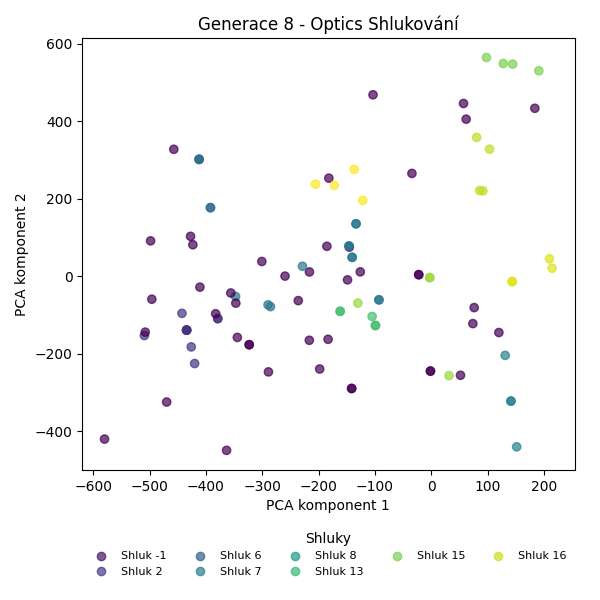 Generace 8 - Optics Shlukování
PCA komponent 2
600
400
200
0
−200
−400
−600 −500 −400 −300 −200 −100 0 100 200
PCA komponent 1
Shluky
Shluk -1 Shluk 6 Shluk 8 Shluk 15 Shluk 16
Shluk 2 Shluk 7 Shluk 13